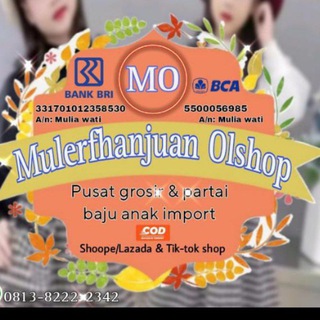 MO
BANK BRI
BCA
331701012358530
5500056985
A/n: Mulia wati
A/n: Mulia wati
Mulerfhanjuan Olshop
Pusat grosir & partai
baju anak import
COD
Shoope/Lazada & Tik-tok shop
0813-8222-2342